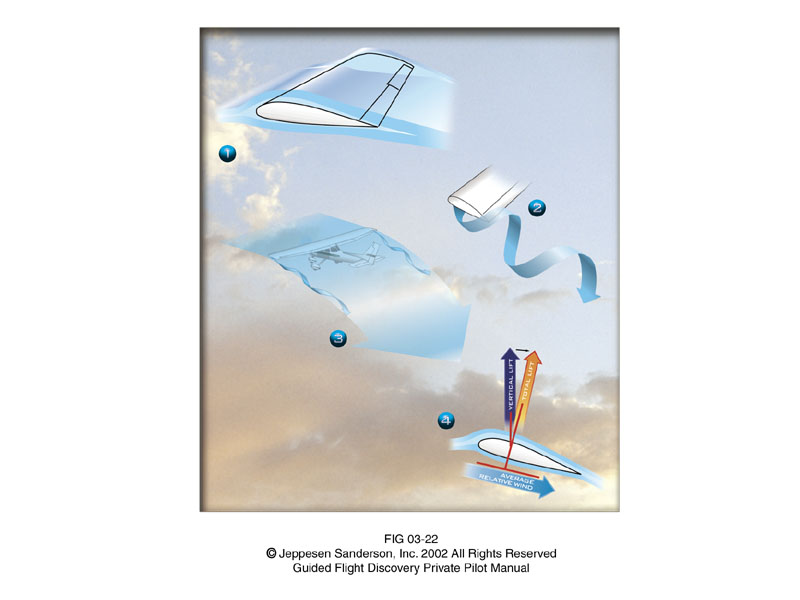 1
2
3
VERTICAL LIFT
TOTAL LIFT
4
AVERAGE
RELATIVE WIND
FIG 03-22
© Jeppesen Sanderson, Inc. 2002 All Rights Reserved
Guided Flight Discovery Private Pilot Manual